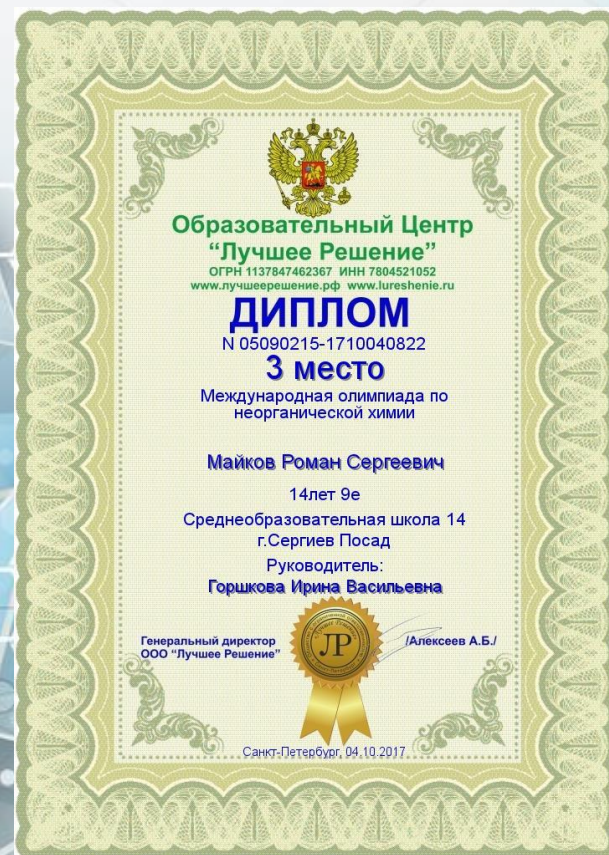 Образовательный Центр
“Лучшее Решение”
ОГРН 1137847462367 ИНН 7804521052
www.лучшеерешение.рф www.lureshenie.ru
ДИПЛОМ
N 05090215-1710040822
3 место
Международная олимпиада по
неорганической химии
Майков Роман Сергеевич
14лет 9е
Среднеобразовательная школа 14
г.Сергиев Посад
Руководитель:
Горшкова Ирина Васильевна
Генеральный директор
ООО “Лучшее Решение”
ЛР
/Алексеев А.Б./
Санкт-Петербург, 04.10.2017